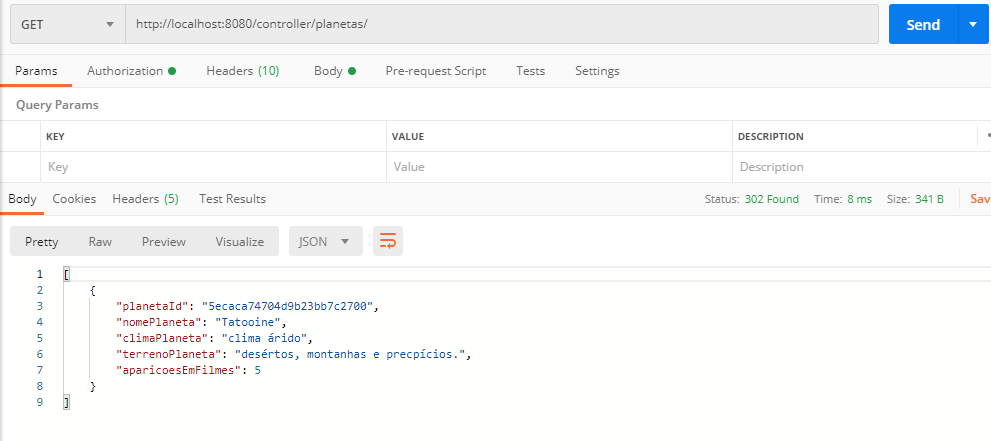 GET http://localhost:8080/controller/planetas/ Send
Params Authorization Headers (10) Body Pre-request Script Tests Settings
Query Params
KEY VALUE DESCRIPTION
Key Value Description
Body Cookies Headers (5) Test Results Status: 302 Found Time: 8 ms Size: 341 B Sav
Pretty Raw Preview Visualize JSON
1 [
2 {
3 "planetaId": "5ecaca74704d9b23bb7c2700",
4 "nomePlaneta": "Tatooine",
5 "climaPlaneta": "clima árido",
6 "terrenoPlaneta": "desértos, montanhas e precpícios.",
7 "aparicoesEmFilmes": 5
8 }
9 ]